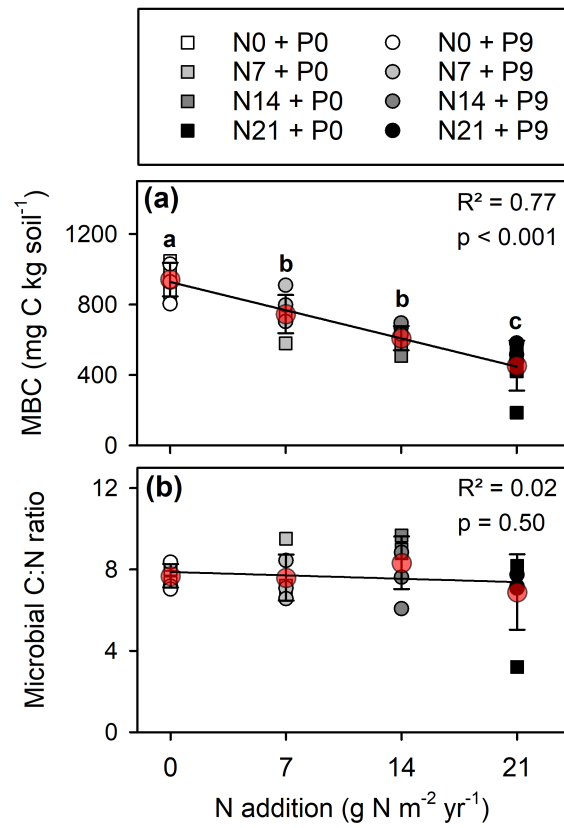 N0 + P0 N0 + P9
N7 + P0 N7 + P9
N14 + P0 N14 + P9
N21 + P0 N21 + P9
(a) R² = 0.77
p < 0.001
a b b c
1200
800
400
0
MBC (mg C kg soil⁻¹)
(b) R² = 0.02
p = 0.50
12
8
4
0
Microbial C:N ratio
0 7 14 21
N addition (g N m⁻² yr⁻¹)